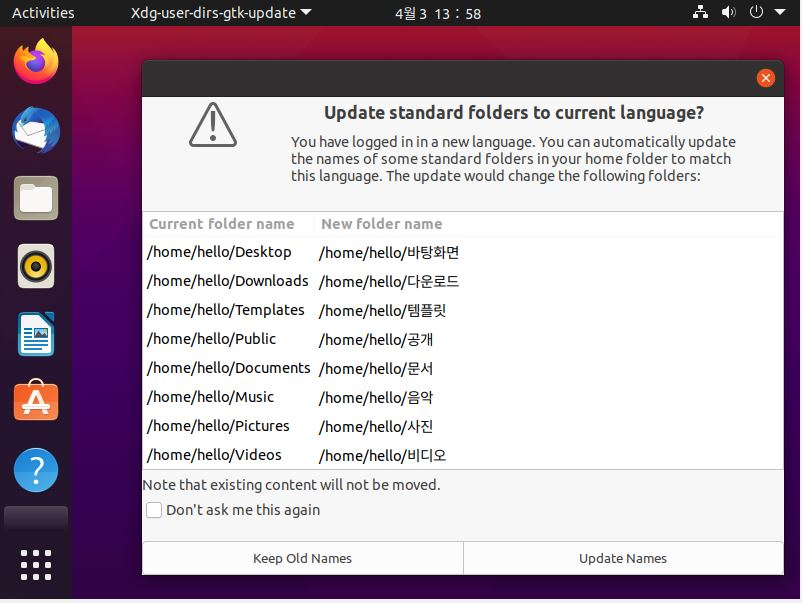 Activities
Xdg-user-dirs-gtk-update
4월 3 13 : 58
Update standard folders to current language?
You have logged in in a new language. You can automatically update
the names of some standard folders in your home folder to match
this language. The update would change the following folders:
Current folder name New folder name
/home/hello/Desktop /home/hello/바탕화면
/home/hello/Downloads /home/hello/다운로드
/home/hello/Templates /home/hello/템플릿
/home/hello/Public /home/hello/공개
/home/hello/Documents /home/hello/문서
/home/hello/Music /home/hello/음악
/home/hello/Pictures /home/hello/사진
/home/hello/Videos /home/hello/비디오
Note that existing content will not be moved.
Don't ask me this again
Keep Old Names Update Names